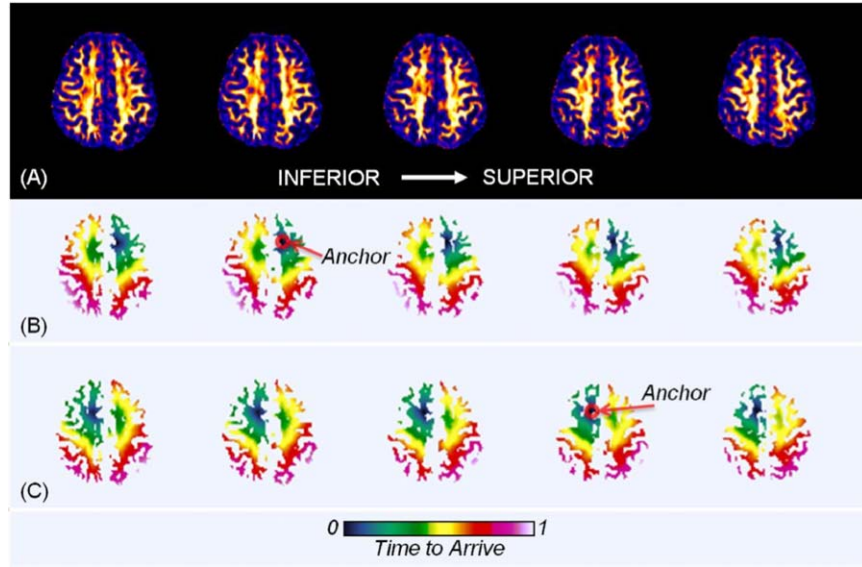 (A)
INFERIOR → SUPERIOR
Anchor
(B)
Anchor
(C)
0 1
Time to Arrive